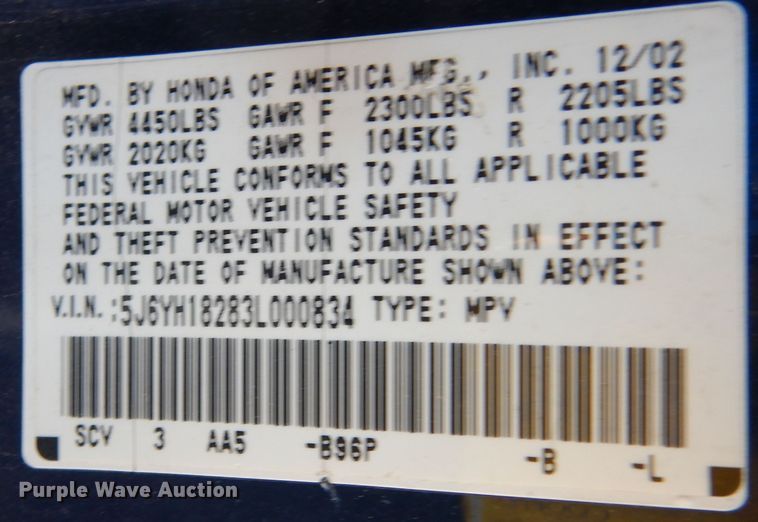 MFD. BY HONDA OF AMERICA MFG., INC. 12/02
GVWR 4450LBS GAWR F 2300LBS R 2205LBS
GVWR 2020KG GAWR F 1045KG R 1000KG
THIS VEHICLE CONFORMS TO ALL APPLICABLE
FEDERAL MOTOR VEHICLE SAFETY
AND THEFT PREVENTION STANDARDS IN EFFECT
ON THE DATE OF MANUFACTURE SHOWN ABOVE:
V.I.N.:5J6YH18283L000834 TYPE: MPV
SCV 3 AA5 -B96P -B -L
Purple Wave Auction